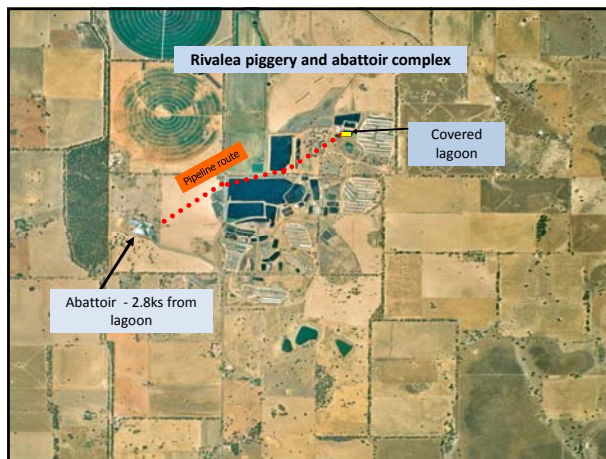 Rivalea piggery and abattoir complex
Covered
lagoon
Pipeline route
Abattoir  - 2.8ks from
lagoon